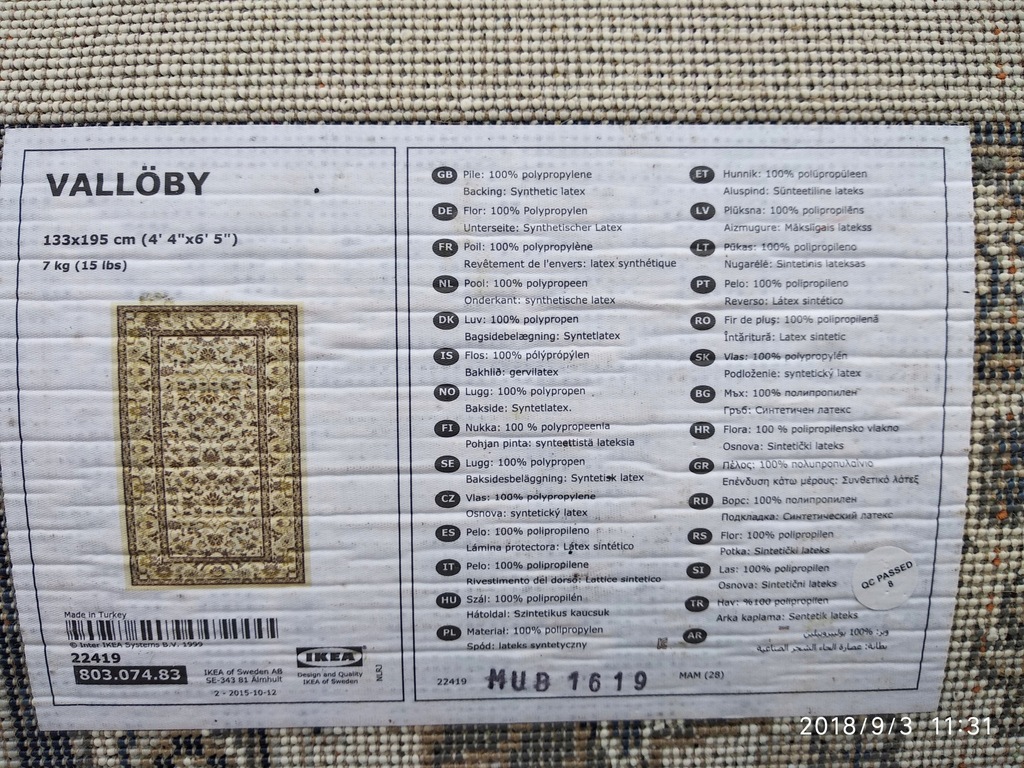 VALLÖBY
133x195 cm (4' 4"x6' 5")
7 kg (15 lbs)
Made in Turkey
© Inter IKEA Systems B.V. 1999
22419
803.074.83
IKEA of Sweden AB
SE-343 81 Älmhult
2 - 2015-10-12
IKEA
Design and Quality
IKEA of Sweden
NLRJ
GB Pile: 100% polypropylene
Backing: Synthetic latex
DE Flor: 100% Polypropylen
Unterseite: Synthetischer Latex
FR Poil: 100% polypropylène
Revêtement de l'envers: latex synthétique
NL Pool: 100% polypropeen
Onderkant: synthetische latex
DK Luv: 100% polypropen
Bagsidebelægning: Syntetlatex
IS Flos: 100% pólýprópýlen
Bakhlið: gervilatex
NO Lugg: 100% polypropen
Bakside: Syntetlatex.
FI Nukka: 100 % polypropeenia
Pohjan pinta: synteettistä lateksia
SE Lugg: 100% polypropen
Baksidesbeläggning: Syntetisk latex
CZ Vlas: 100% polypropylene
Osnova: syntetický latex
ES Pelo: 100% polipropileno
Lámina protectora: Látex sintético
IT Pelo: 100% polipropilene
Rivestimento del dorso: Lattice sintetico
HU Szál: 100% polipropilén
Hátoldal: Szintetikus kaucsuk
PL Materiał: 100% polipropylen
Spód: lateks syntetyczny
22419 MUB 1619 MAM (28)
ET Hunnik: 100% polüpropüleen
Aluspind: Sünteetiline lateks
LV Plūksna: 100% polipropilēns
Aizmugure: Mākslīgais latekss
LT Pūkas: 100% polipropileno
Nugarėlė: Sintetinis lateksas
PT Pelo: 100% polipropileno
Reverso: Látex sintético
RO Fir de pluş: 100% polipropilenă
Întăritură: Latex sintetic
SK Vlas: 100% polypropylén
Podloženie: syntetický latex
BG Мъх: 100% полипропилен
Гръб: Синтетичен латекс
HR Flora: 100 % polipropilensko vlakno
Osnova: Sintetički lateks
GR Πέλος: 100% πολυπροπυλαίνιο
Επένδυση κάτω μέρους: Συνθετικό λάτεξ
RU Ворс: 100% полипропилен
Подкладка: Синтетический латекс
RS Flor: 100% polipropilen
Potka: Sintetički lateks
SI Las: 100% polipropilen
Osnova: Sintetični lateks
TR Hav: %100 polipropilen
Arka kaplama: Sentetik lateks
AR وبر: 100% بولي
بطانة: عصارة لحاء الشجر الصناعية
QC PASSED
8
2018/9/3 11:31